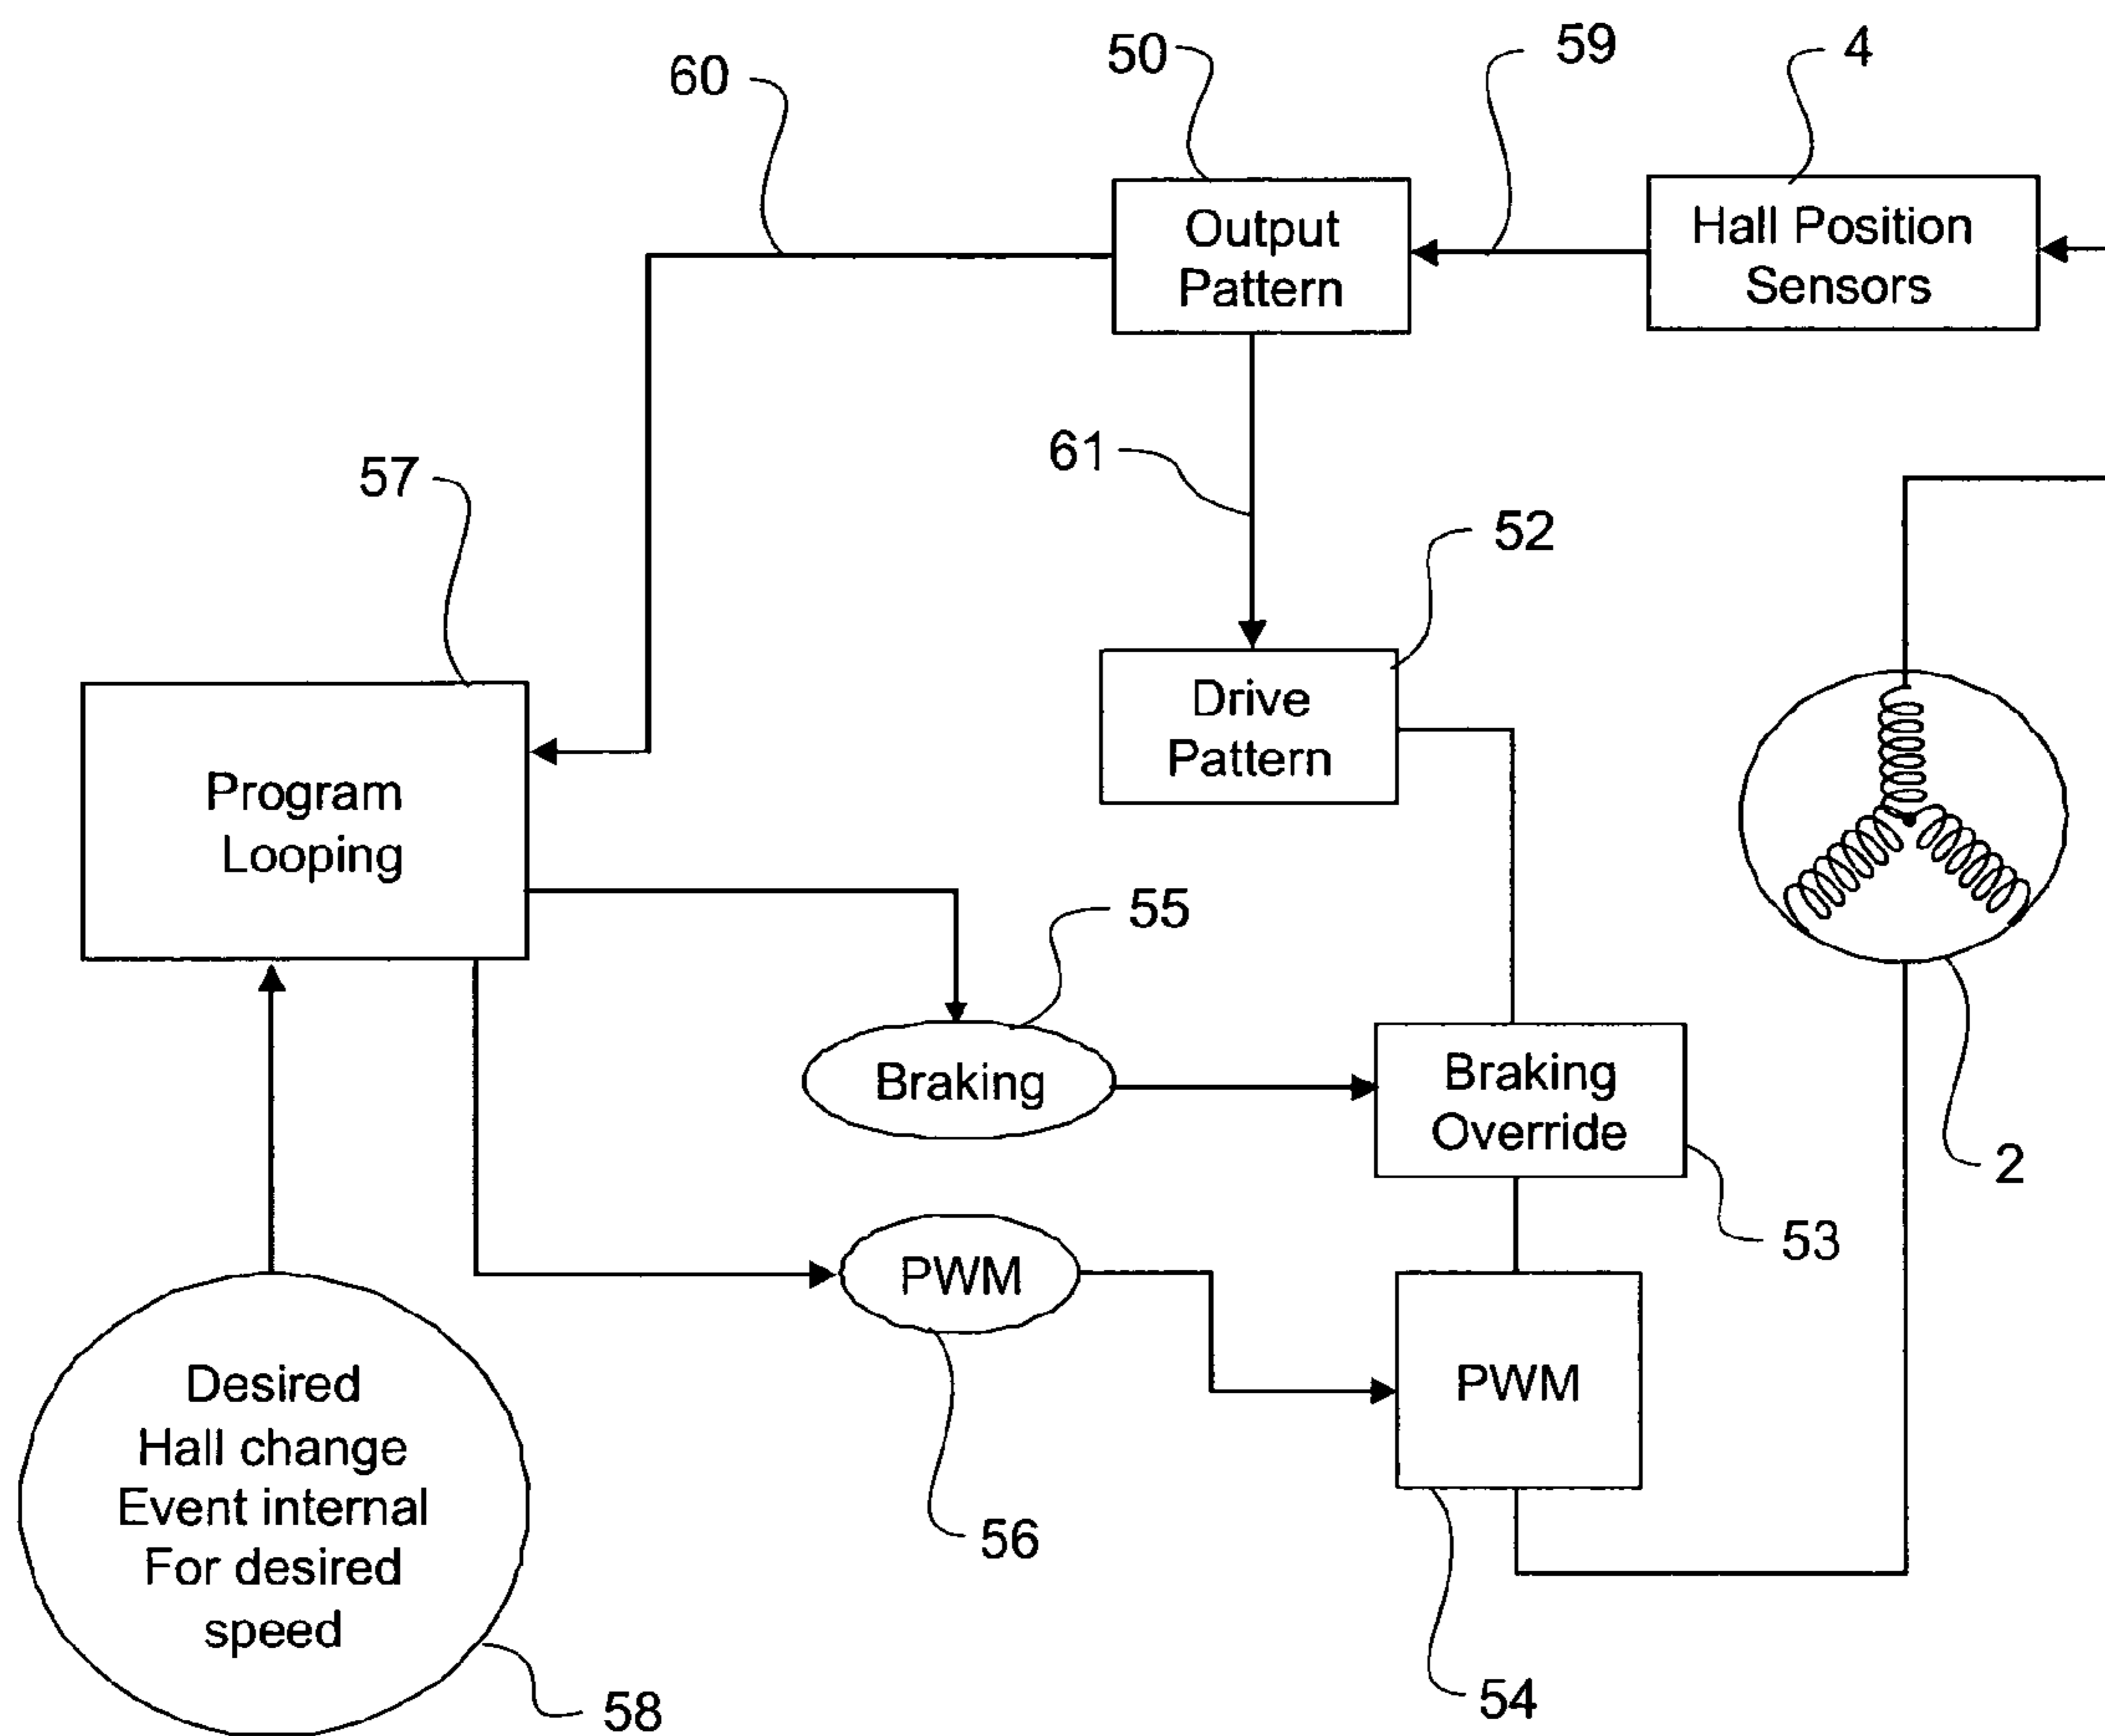 50
59
4
60
Output
Pattern
Hall Position
Sensors
61
57
52
Drive
Pattern
Program
Looping
55
Braking
Braking
Override
2
53
PWM
56
PWM
54
Desired
Hall change
Event internal
For desired
speed
58